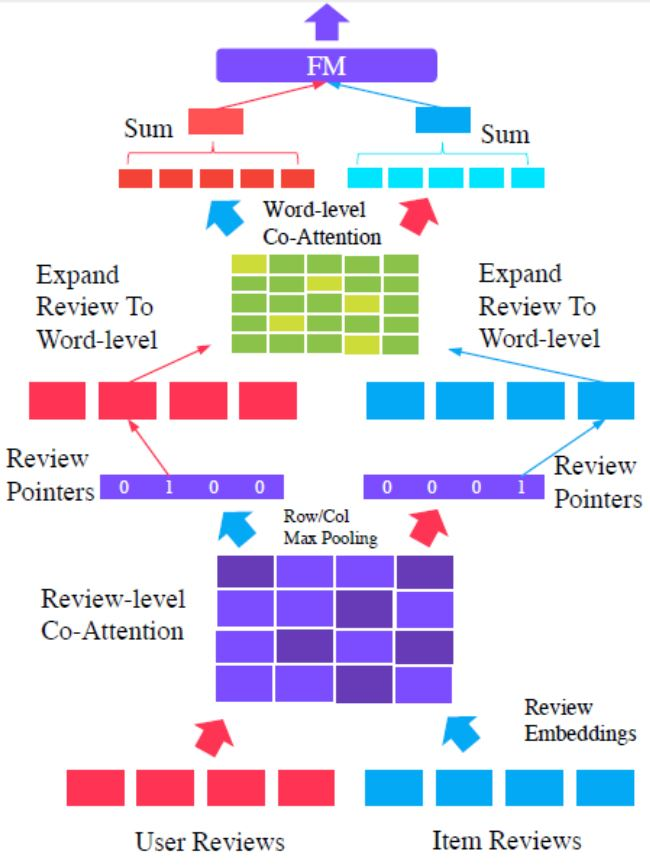 FM
Sum
Sum
Word-level
Co-Attention
Expand
Review To
Word-level
Expand
Review To
Word-level
Review
Pointers
0 1 0 0
0 0 0 1
Review
Pointers
Row/Col
Max Pooling
Review-level
Co-Attention
Review
Embeddings
User Reviews
Item Reviews